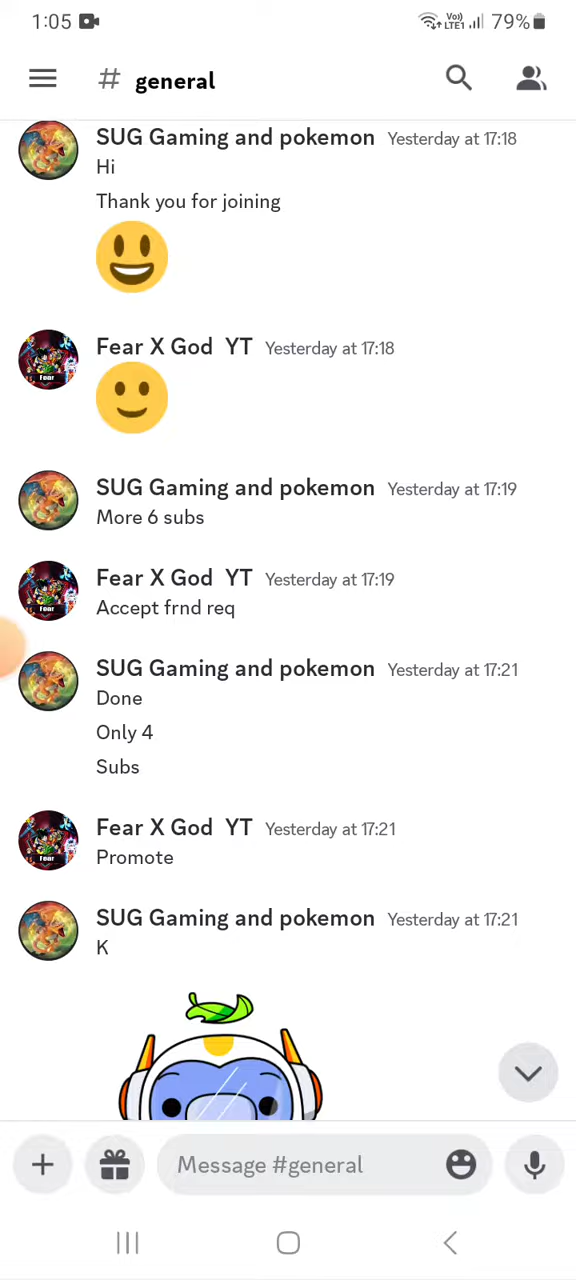 1:05 Vo)) LTE1 79%
# general
SUG Gaming and pokemon Yesterday at 17:18
Hi
Thank you for joining
Fear X God YT Yesterday at 17:18
SUG Gaming and pokemon Yesterday at 17:19
More 6 subs
Fear X God YT Yesterday at 17:19
Accept frnd req
SUG Gaming and pokemon Yesterday at 17:21
Done
Only 4
Subs
Fear X God YT Yesterday at 17:21
Promote
SUG Gaming and pokemon Yesterday at 17:21
K
Message #general